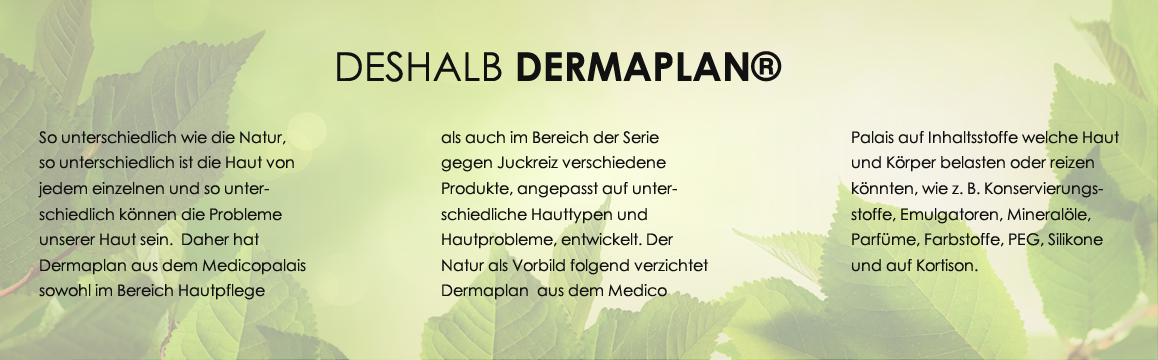 DESHALB DERMAPLAN®
So unterschiedlich wie die Natur,
so unterschiedlich ist die Haut von
jedem einzelnen und so unter-
schiedlich können die Probleme
unserer Haut sein.  Daher hat
Dermaplan aus dem Medicopalais
sowohl im Bereich Hautpflege
als auch im Bereich der Serie
gegen Juckreiz verschiedene
Produkte, angepasst auf unter-
schiedliche Hauttypen und
Hautprobleme, entwickelt. Der
Natur als Vorbild folgend verzichtet
Dermaplan  aus dem Medico
Palais auf Inhaltsstoffe welche Haut
und Körper belasten oder reizen
könnten, wie z. B. Konservierungs-
stoffe, Emulgatoren, Mineralöle,
Parfüme, Farbstoffe, PEG, Silikone
und auf Kortison.